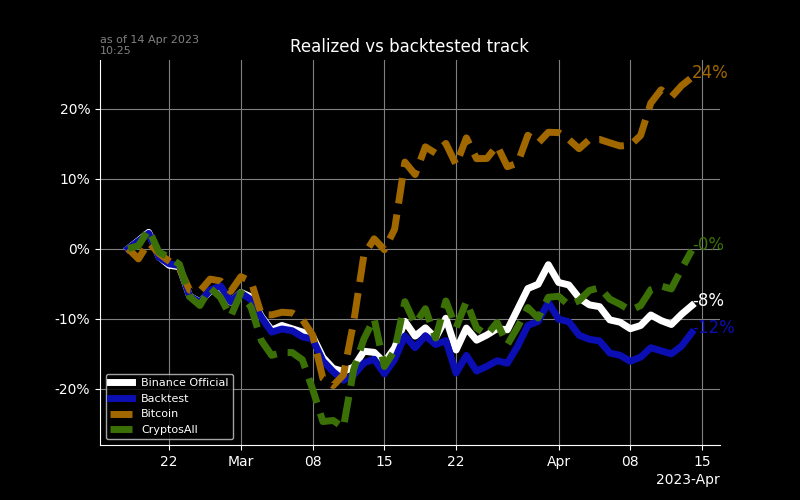 as of 14 Apr 2023
10:25
Realized vs backtested track
24%
20%
10%
0%
-0%
-8%
-10%
-12%
-20%
Binance Official
Backtest
Bitcoin
CryptosAll
22 Mar 08 15 22 Apr 08 15
2023-Apr